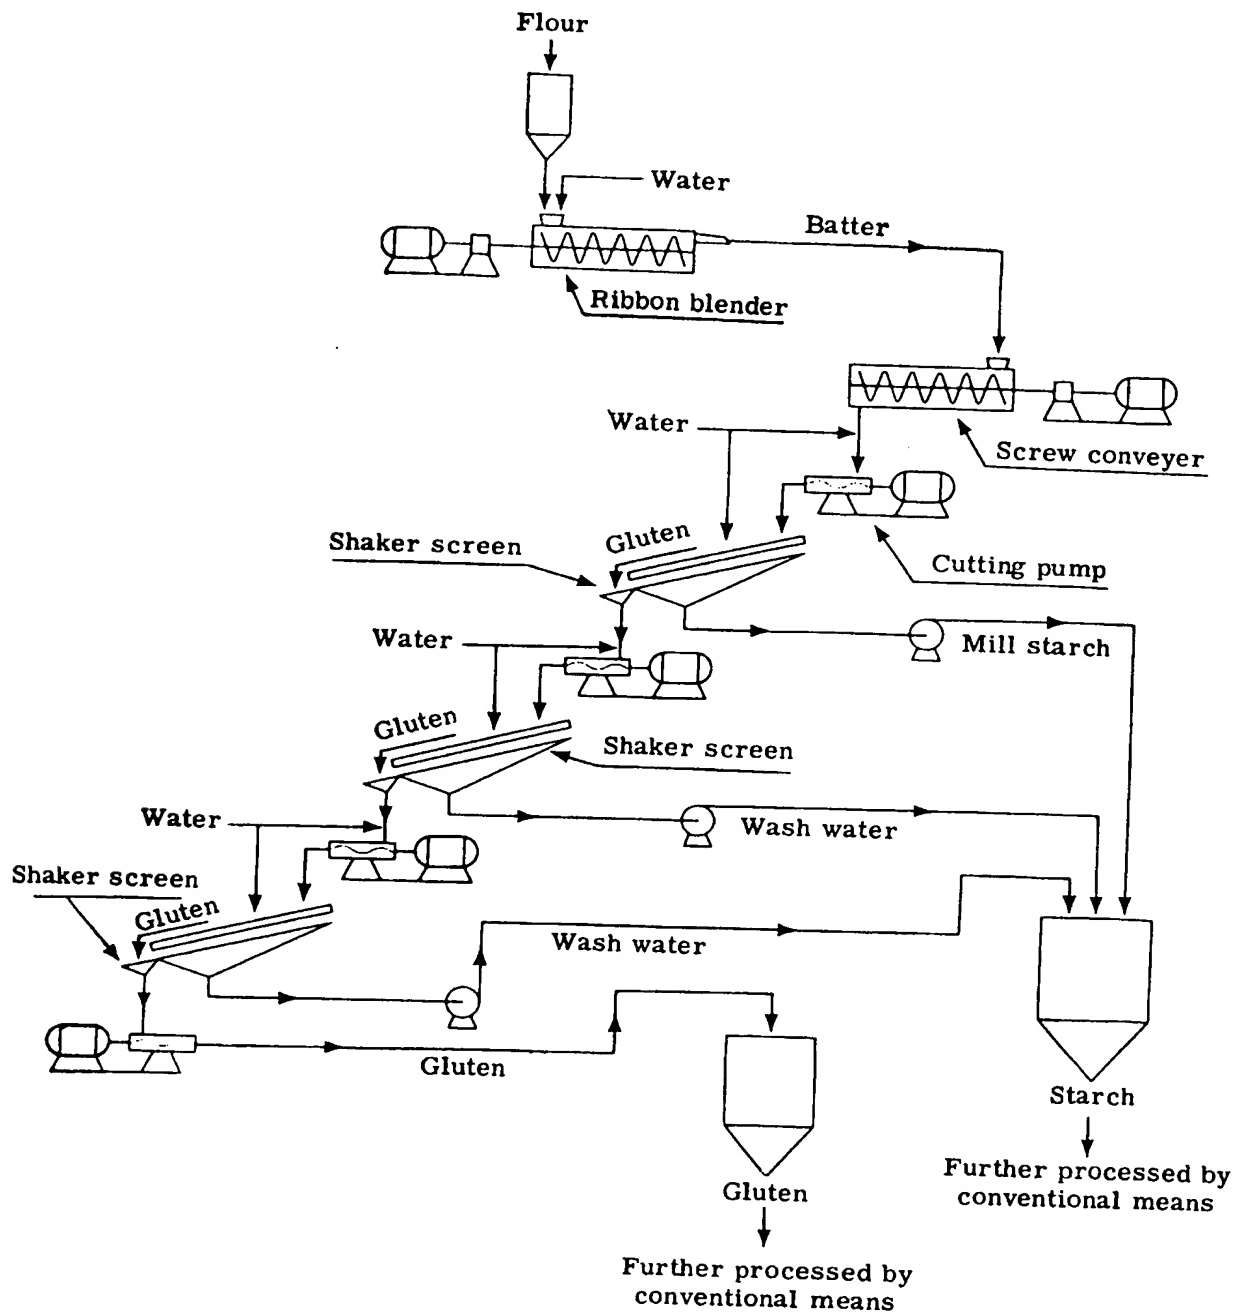 Flour
Water
Batter
Ribbon blender
Water
Screw conveyer
Gluten
Shaker screen
Cutting pump
Water
Mill starch
Gluten
Shaker screen
Water
Wash water
Shaker screen
Gluten
Wash water
Gluten
Starch
Further processed by
conventional means
Gluten
Further processed by
conventional means